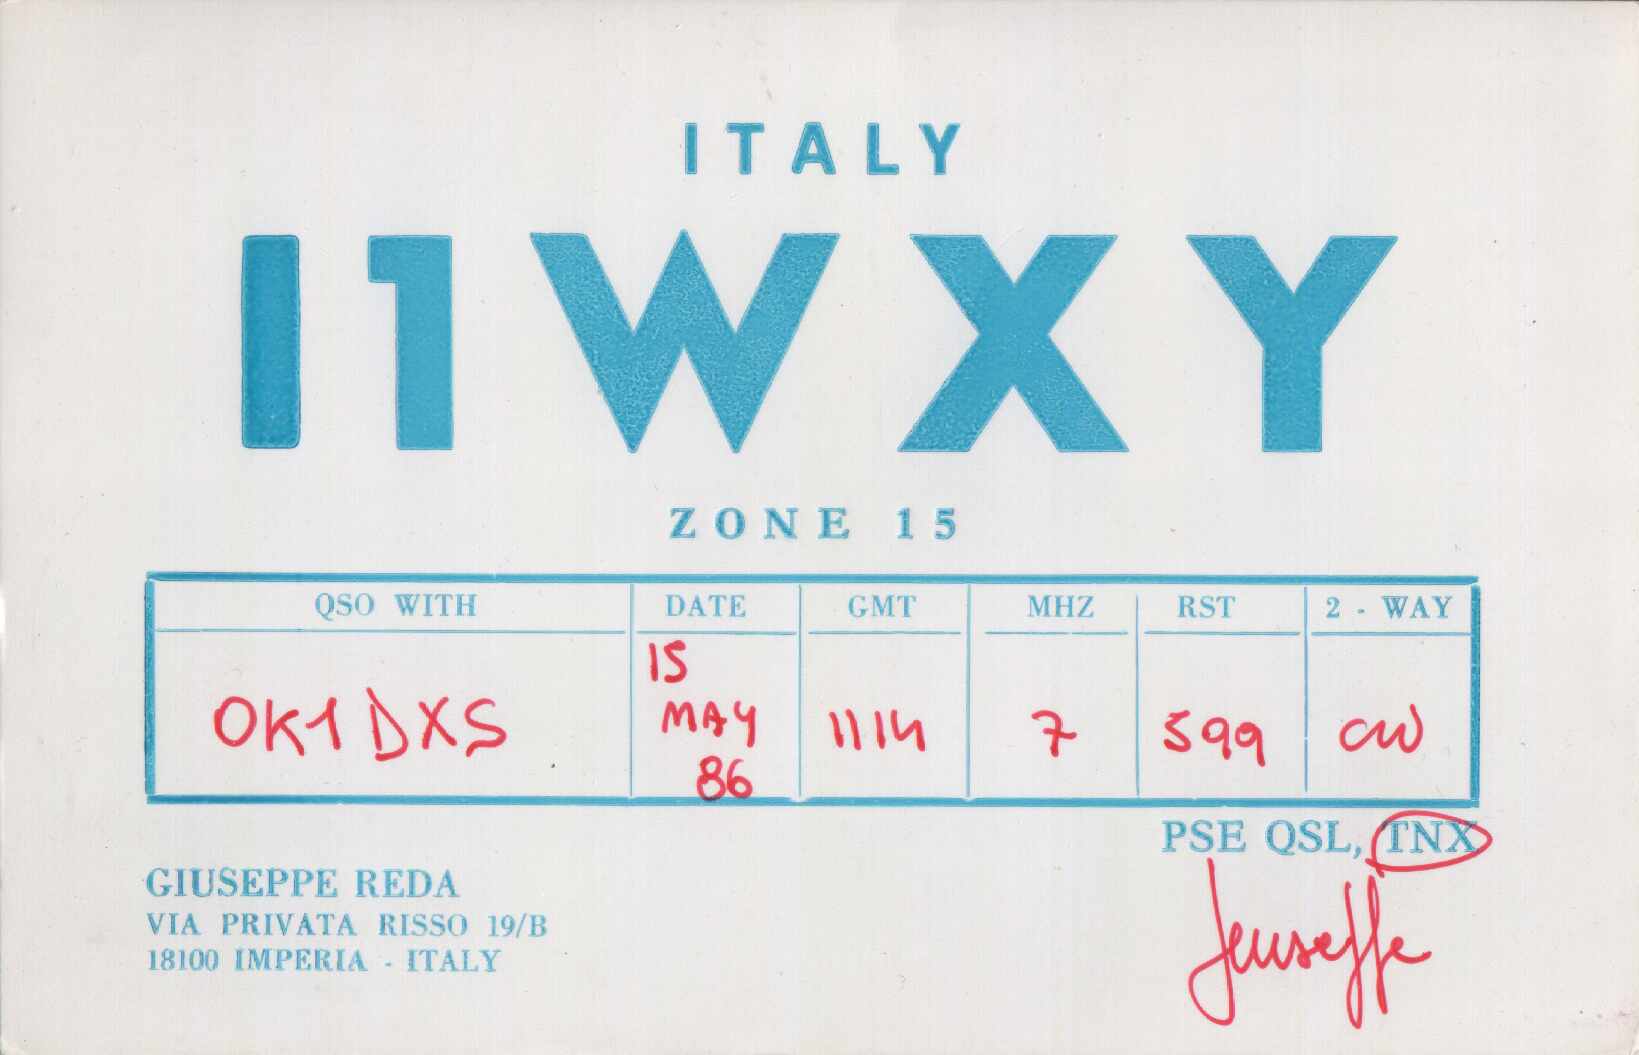 ITALY
I1WXY
ZONE 15
QSO WITH DATE GMT MHZ RST 2 - WAY
OK1DXS 15 MAY 86 1114 7 599 CW
PSE QSL, TNX
Giuseppe
GIUSEPPE REDA
VIA PRIVATA RISSO 19/B
18100 IMPERIA - ITALY